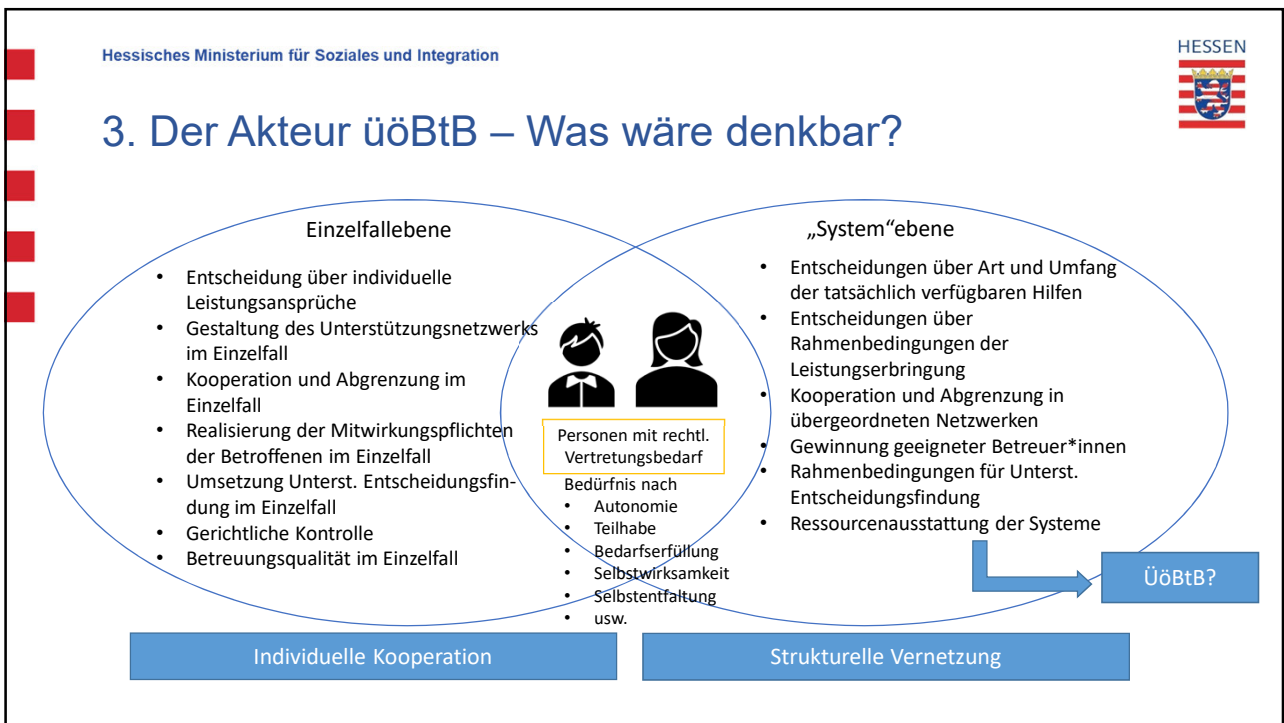 Hessisches Ministerium für Soziales und Integration
HESSEN
3. Der Akteur üöBtB – Was wäre denkbar?
Einzelfallebene
• Entscheidung über individuelle
Leistungsansprüche
• Gestaltung des Unterstützungsnetzwerks
im Einzelfall
• Kooperation und Abgrenzung im
Einzelfall
• Realisierung der Mitwirkungspflichten
der Betroffenen im Einzelfall
• Umsetzung Unterst. Entscheidungsfin-
dung im Einzelfall
• Gerichtliche Kontrolle
• Betreuungsqualität im Einzelfall
Personen mit rechtl.
Vertretungsbedarf
Bedürfnis nach
• Autonomie
• Teilhabe
• Bedarfserfüllung
• Selbstwirksamkeit
• Selbstentfaltung
• usw.
„System“ebene
• Entscheidungen über Art und Umfang
der tatsächlich verfügbaren Hilfen
• Entscheidungen über
Rahmenbedingungen der
Leistungserbringung
• Kooperation und Abgrenzung in
übergeordneten Netzwerken
• Gewinnung geeigneter Betreuer*innen
• Rahmenbedingungen für Unterst.
Entscheidungsfindung
• Ressourcenausstattung der Systeme
ÜöBtB?
Individuelle Kooperation
Strukturelle Vernetzung